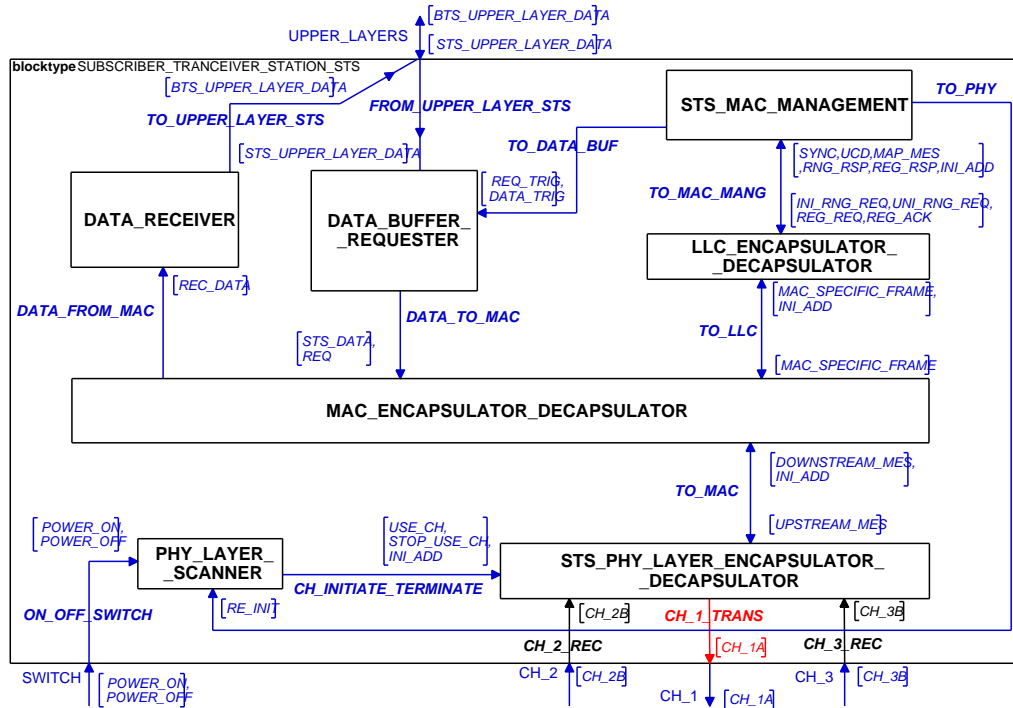 [BTS_UPPER_LAYER_DATA]
UPPER_LAYERS
[STS_UPPER_LAYER_DATA]
blocktype SUBSCRIBER_TRANCEIVER_STATION_STS
[BTS_UPPER_LAYER_DATA]
TO_UPPER_LAYER_STS
FROM_UPPER_LAYER_STS
[STS_UPPER_LAYER_DATA]
STS_MAC_MANAGEMENT
TO_PHY
TO_DATA_BUF
[REQ_TRIG,
DATA_TRIG]
[SYNC,UCD,MAP_MES
,RNG_RSP,REG_RSP,INI_ADD]
TO_MAC_MANG
[INI_RNG_REQ,UNI_RNG_REQ,
REG_REQ,REG_ACK]
DATA_RECEIVER
DATA_BUFFER_
_REQUESTER
LLC_ENCAPSULATOR_
_DECAPSULATOR
[REC_DATA]
DATA_FROM_MAC
DATA_TO_MAC
[STS_DATA,
REQ]
[MAC_SPECIFIC_FRAME,
INI_ADD]
TO_LLC
[MAC_SPECIFIC_FRAME]
MAC_ENCAPSULATOR_DECAPSULATOR
[DOWNSTREAM_MES,
INI_ADD]
TO_MAC
[UPSTREAM_MES]
[POWER_ON,
POWER_OFF]
PHY_LAYER_
_SCANNER
[USE_CH,
STOP_USE_CH,
INI_ADD]
CH_INITIATE_TERMINATE
STS_PHY_LAYER_ENCAPSULATOR_
_DECAPSULATOR
ON_OFF_SWITCH
[RE_INIT]
[CH_2B]
CH_1_TRANS
[CH_3B]
CH_2_REC
[CH_1A]
CH_3_REC
SWITCH
[POWER_ON,
POWER_OFF]
CH_2
[CH_2B]
CH_1
[CH_1A]
CH_3
[CH_3B]